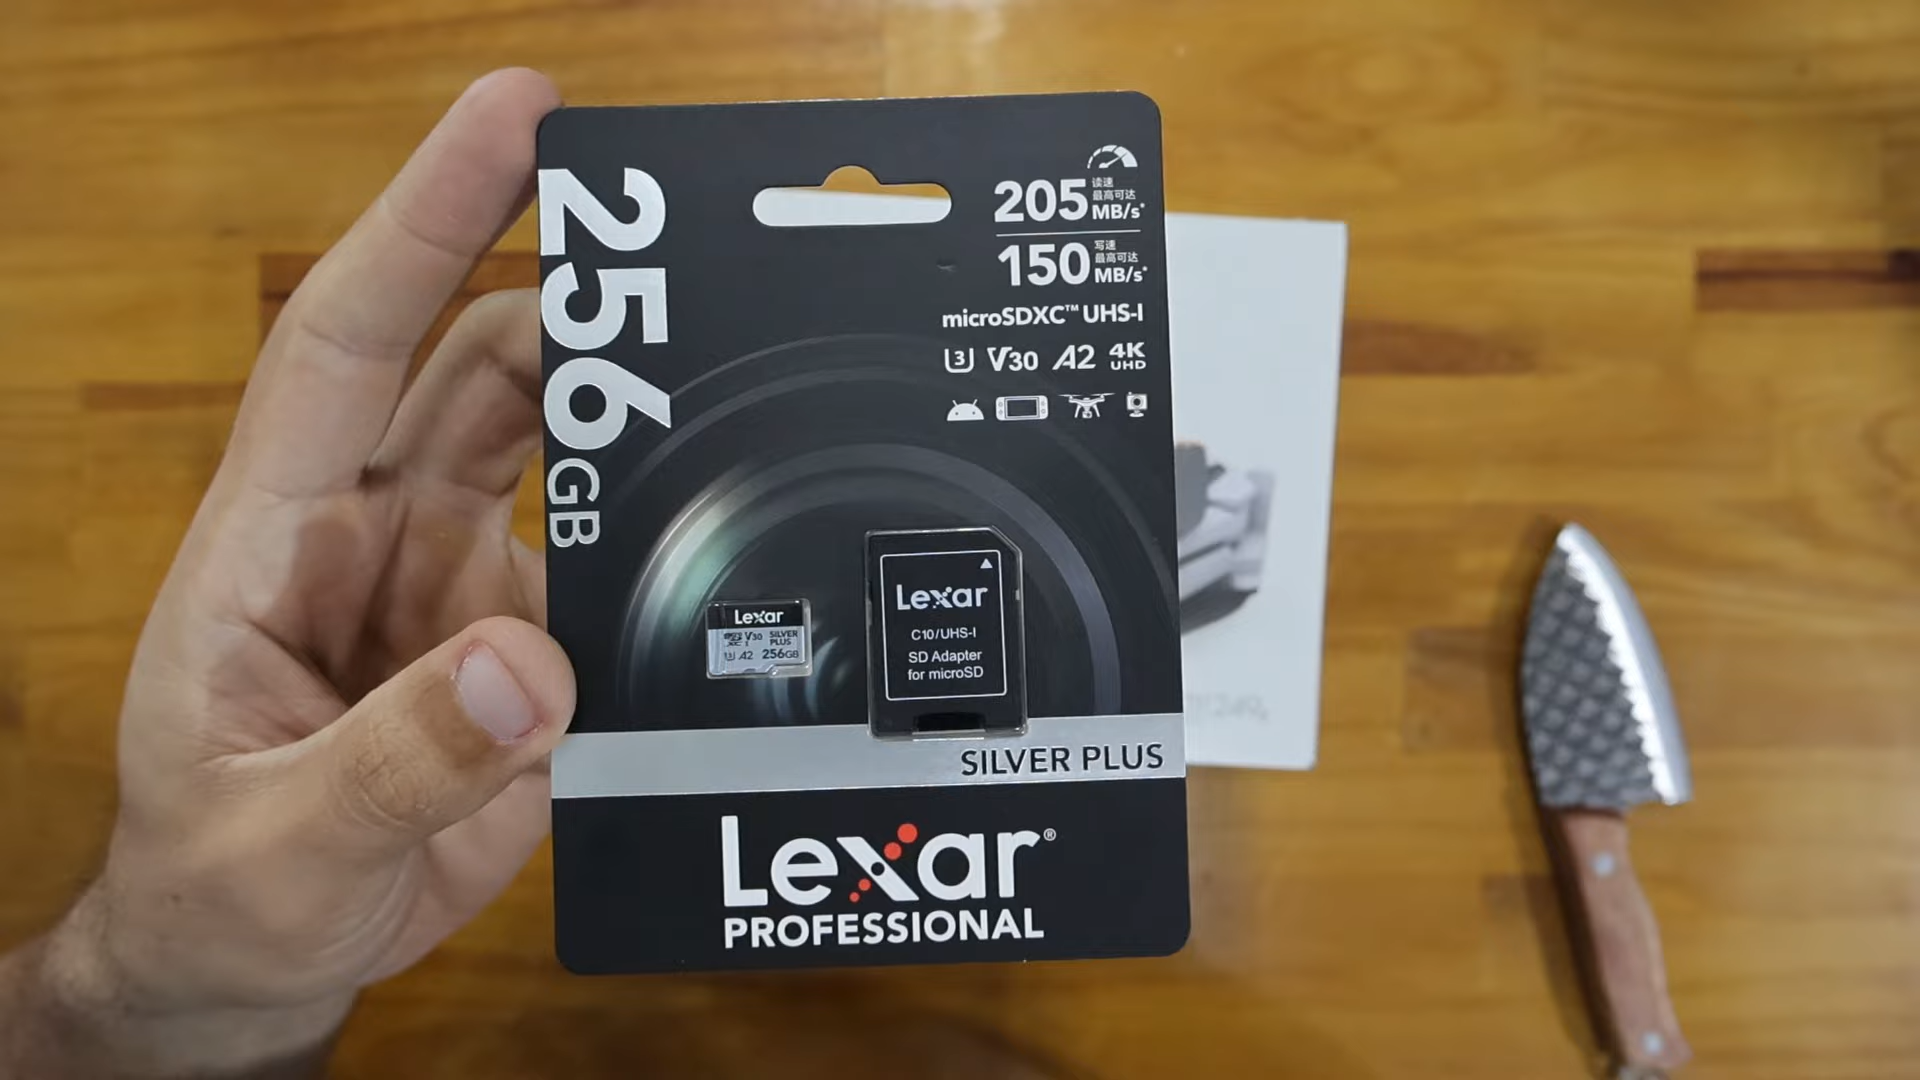 256GB
205 读速 最高可达 MB/s*
150 写速 最高可达 MB/s*
microSDXC™ UHS-I
3 V30 A2 4K UHD
Lexar
V30 SILVER PLUS
3 A2 256GB
Lexar
C10/UHS-I
SD Adapter
for microSD
SILVER PLUS
Lexar®
PROFESSIONAL